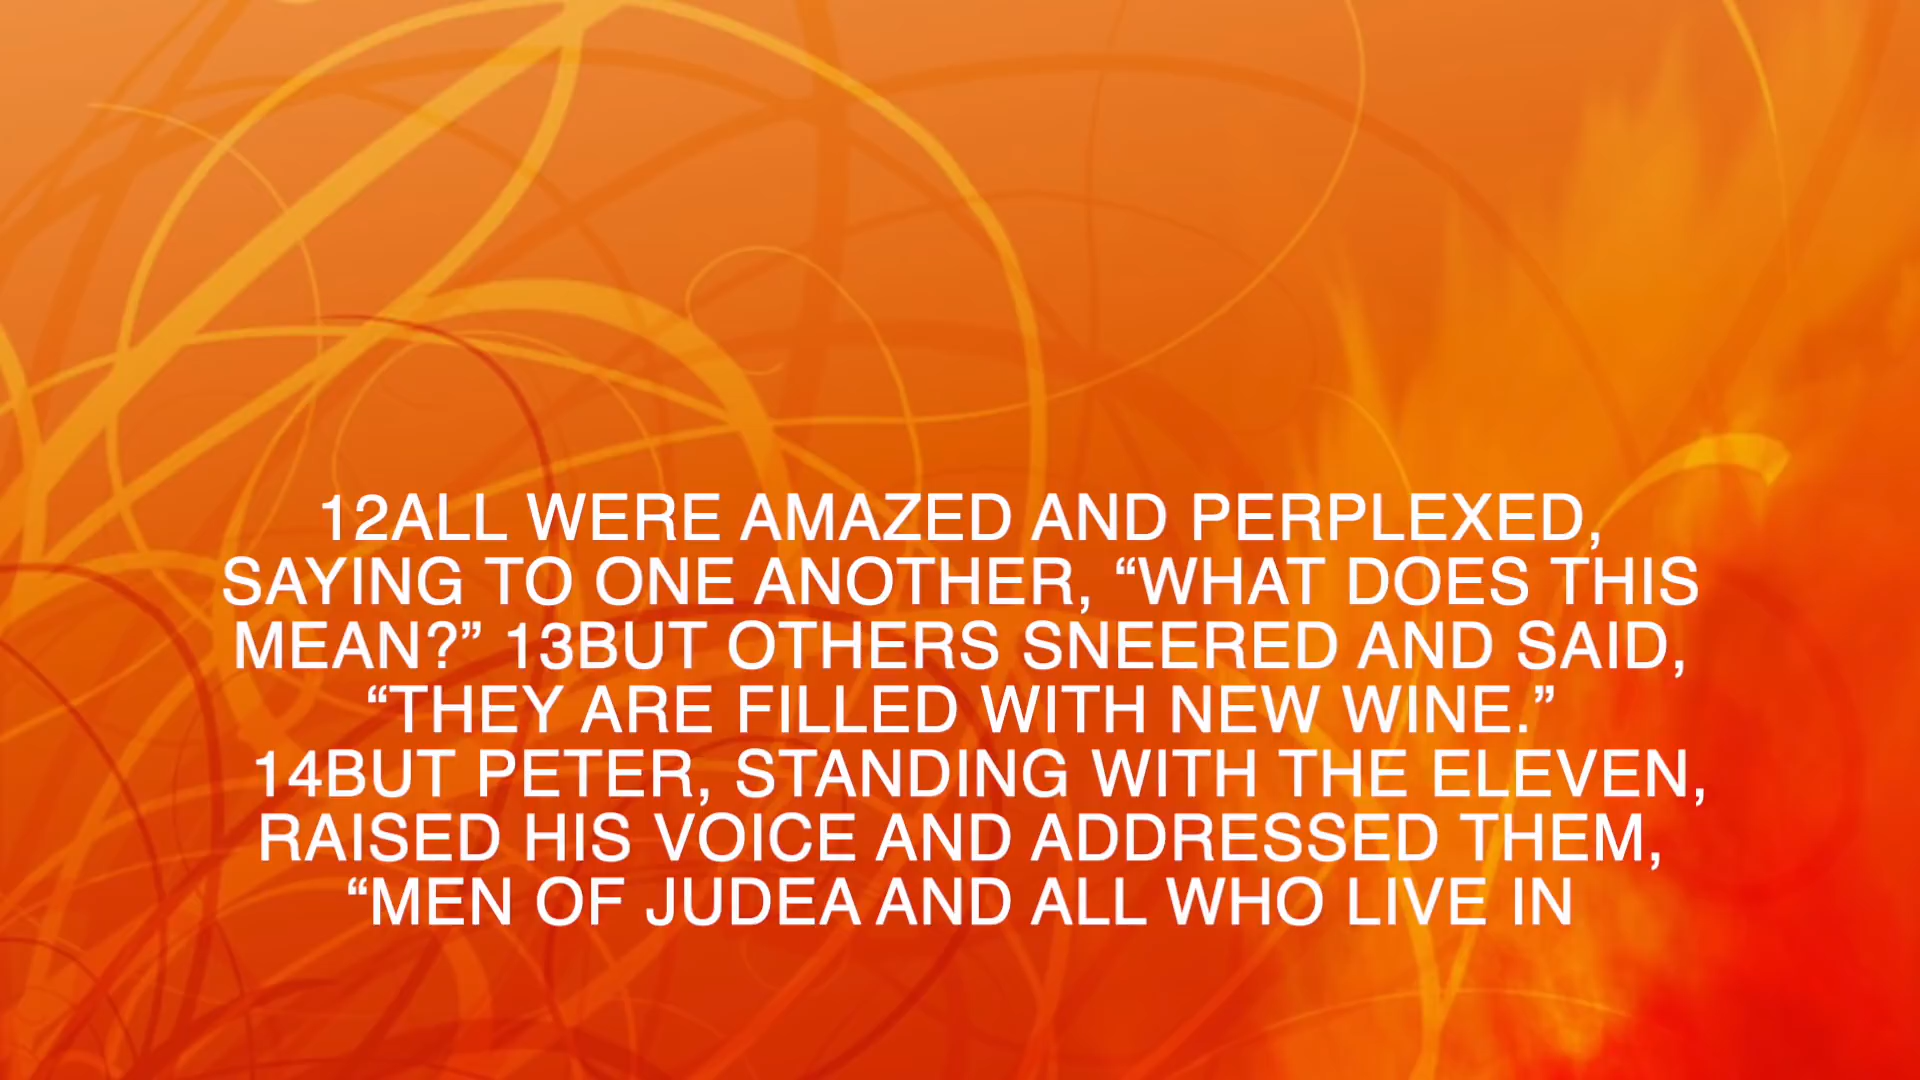 12ALL WERE AMAZED AND PERPLEXED,
SAYING TO ONE ANOTHER, “WHAT DOES THIS
MEAN?” 13BUT OTHERS SNEERED AND SAID,
“THEY ARE FILLED WITH NEW WINE.”
14BUT PETER, STANDING WITH THE ELEVEN,
RAISED HIS VOICE AND ADDRESSED THEM,
“MEN OF JUDEA AND ALL WHO LIVE IN